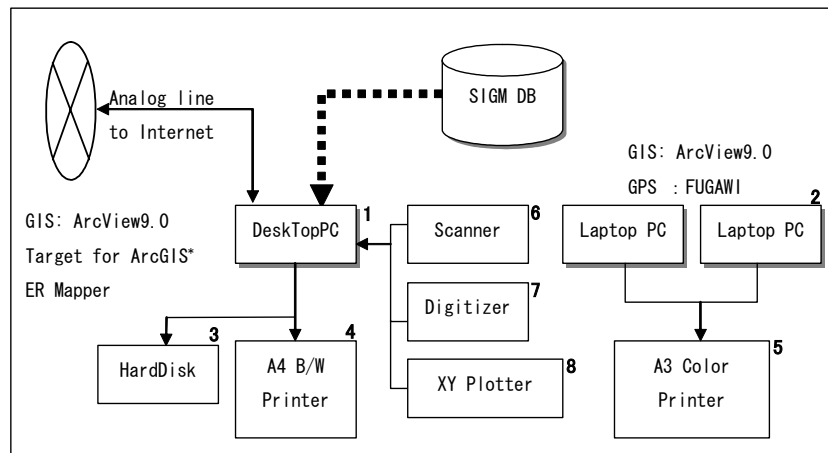 Analog line
to Internet
SIGM DB
GIS: ArcView9.0
GPS : FUGAWI
GIS: ArcView9.0
Target for ArcGIS*
ER Mapper
DeskTopPC
1
Scanner
6
Laptop PC
Laptop PC
2
Digitizer
7
HardDisk
3
A4 B/W
Printer
4
XY Plotter
8
A3 Color
Printer
5